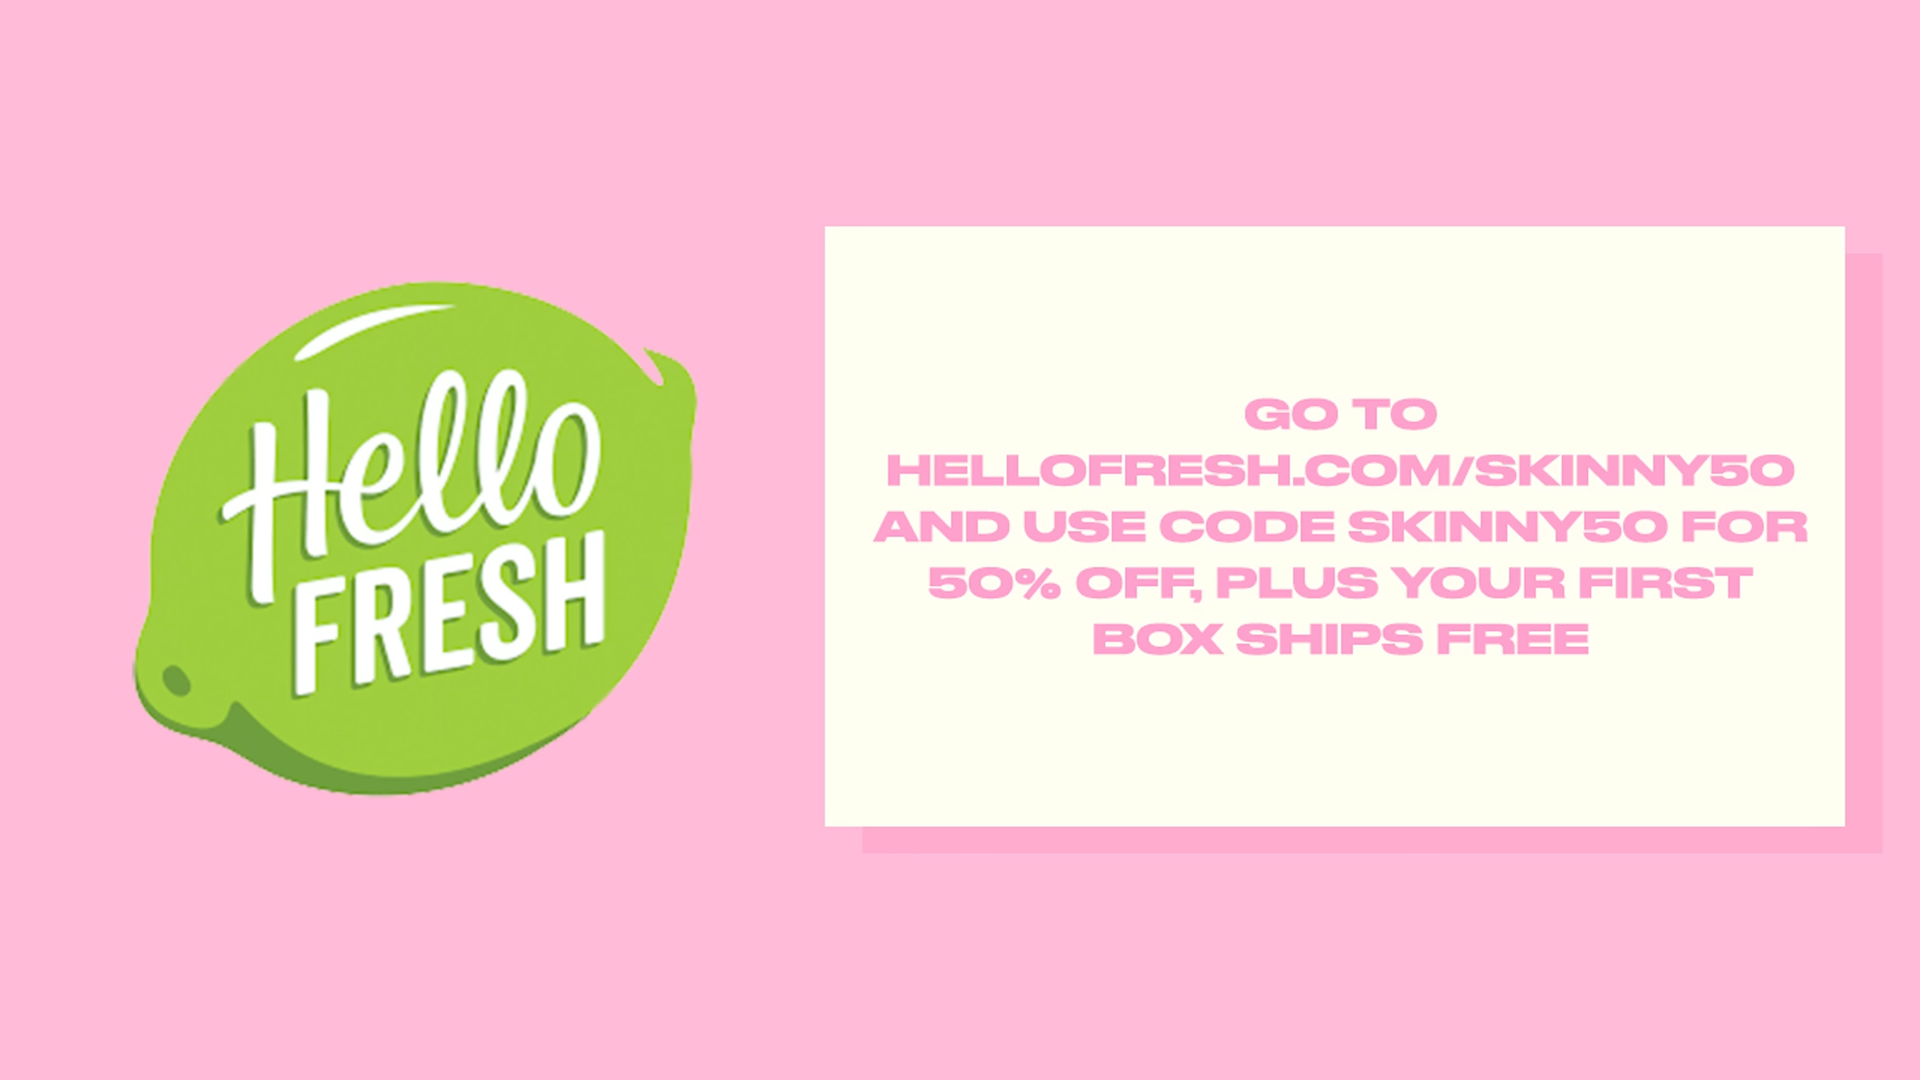 Hello
FRESH
GO TO
HELLOFRESH.COM/SKINNY50
AND USE CODE SKINNY50 FOR
50% OFF, PLUS YOUR FIRST
BOX SHIPS FREE